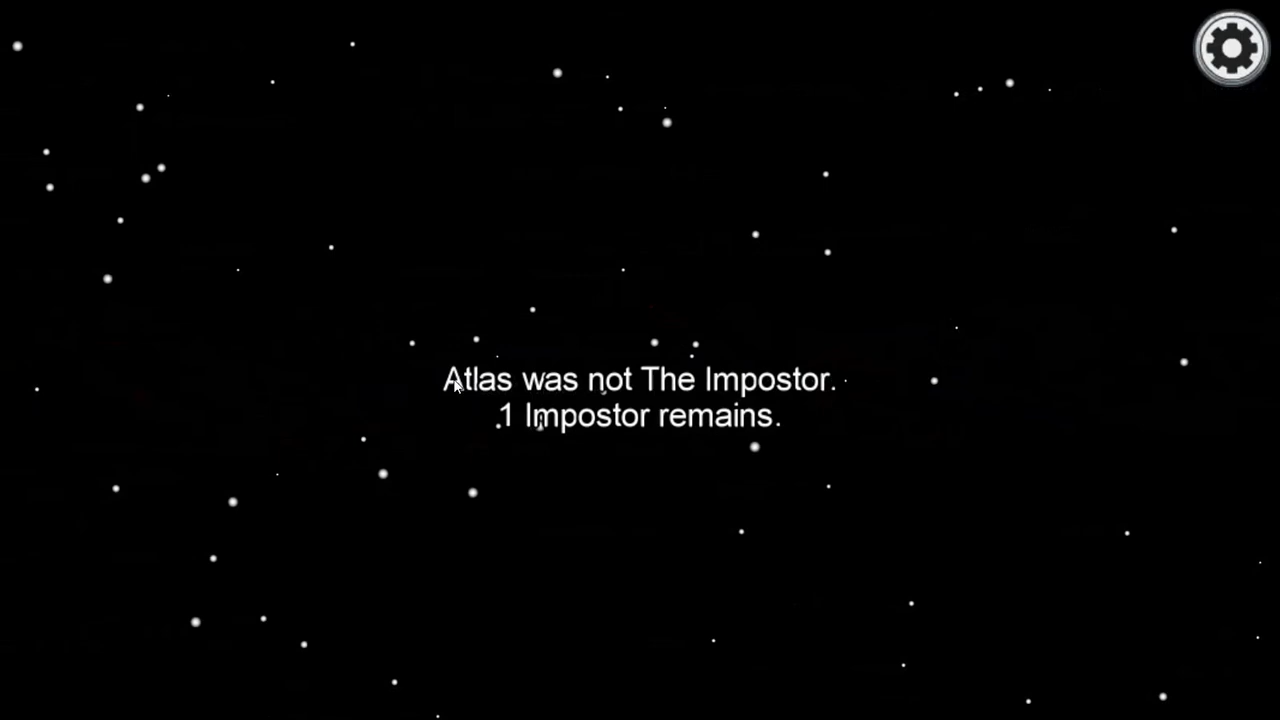 Atlas was not The Impostor.
1 Impostor remains.